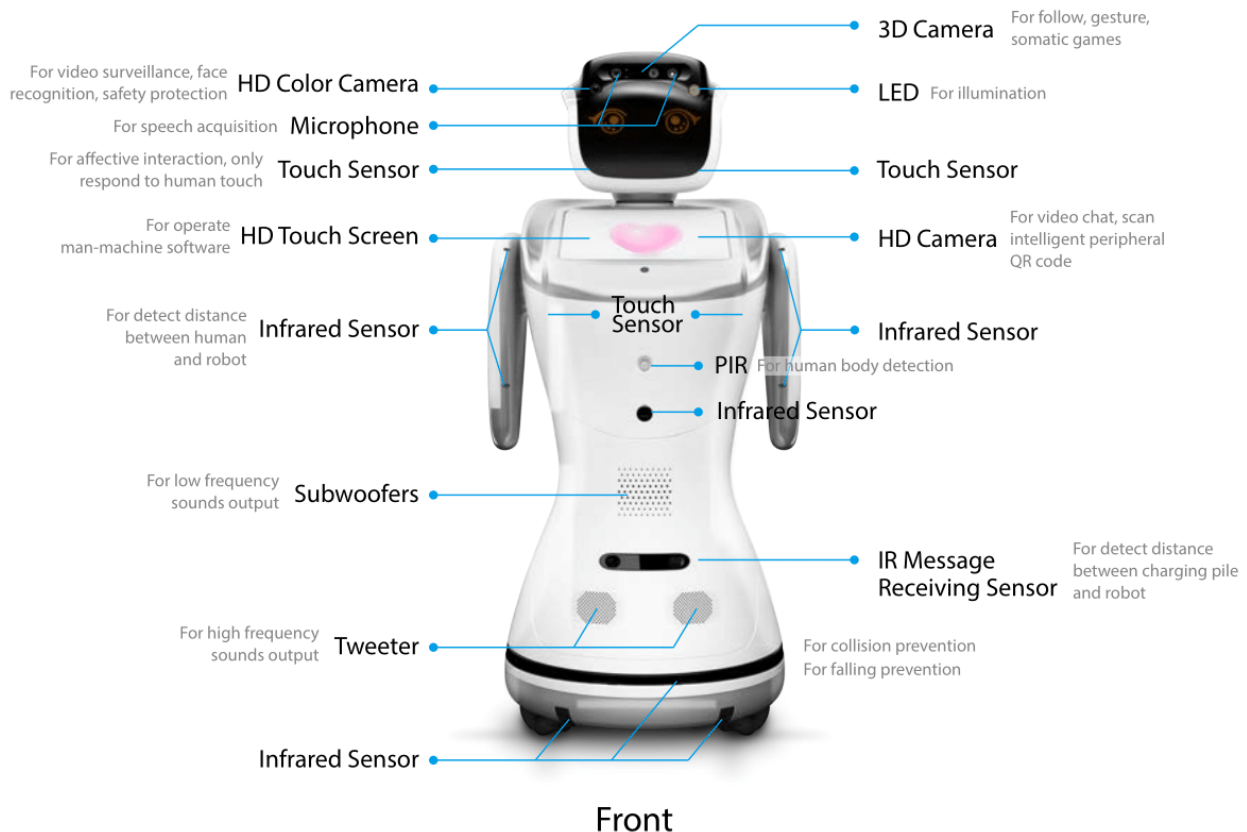 3D Camera
For follow, gesture,
somatic games
For video surveillance, face
recognition, safety protection
HD Color Camera
LED
For illumination
For speech acquisition
Microphone
For affective interaction, only
respond to human touch
Touch Sensor
Touch Sensor
For operate
man-machine software
HD Touch Screen
HD Camera
For video chat, scan
intelligent peripheral
QR code
For detect distance
between human
and robot
Infrared Sensor
Touch
Sensor
Infrared Sensor
PIR
For human body detection
Infrared Sensor
For low frequency
sounds output
Subwoofers
IR Message
Receiving Sensor
For detect distance
between charging pile
and robot
For high frequency
sounds output
Tweeter
For collision prevention
For falling prevention
Infrared Sensor
Front